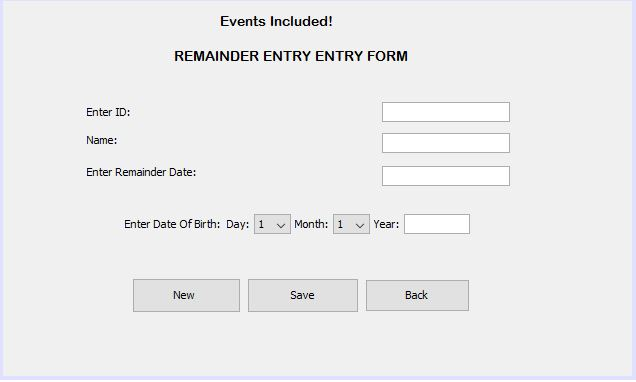 Events Included!
REMAINDER ENTRY ENTRY FORM
Enter ID:
Name:
Enter Remainder Date:
Enter Date Of Birth: Day: 1 Month: 1 Year:
New Save Back